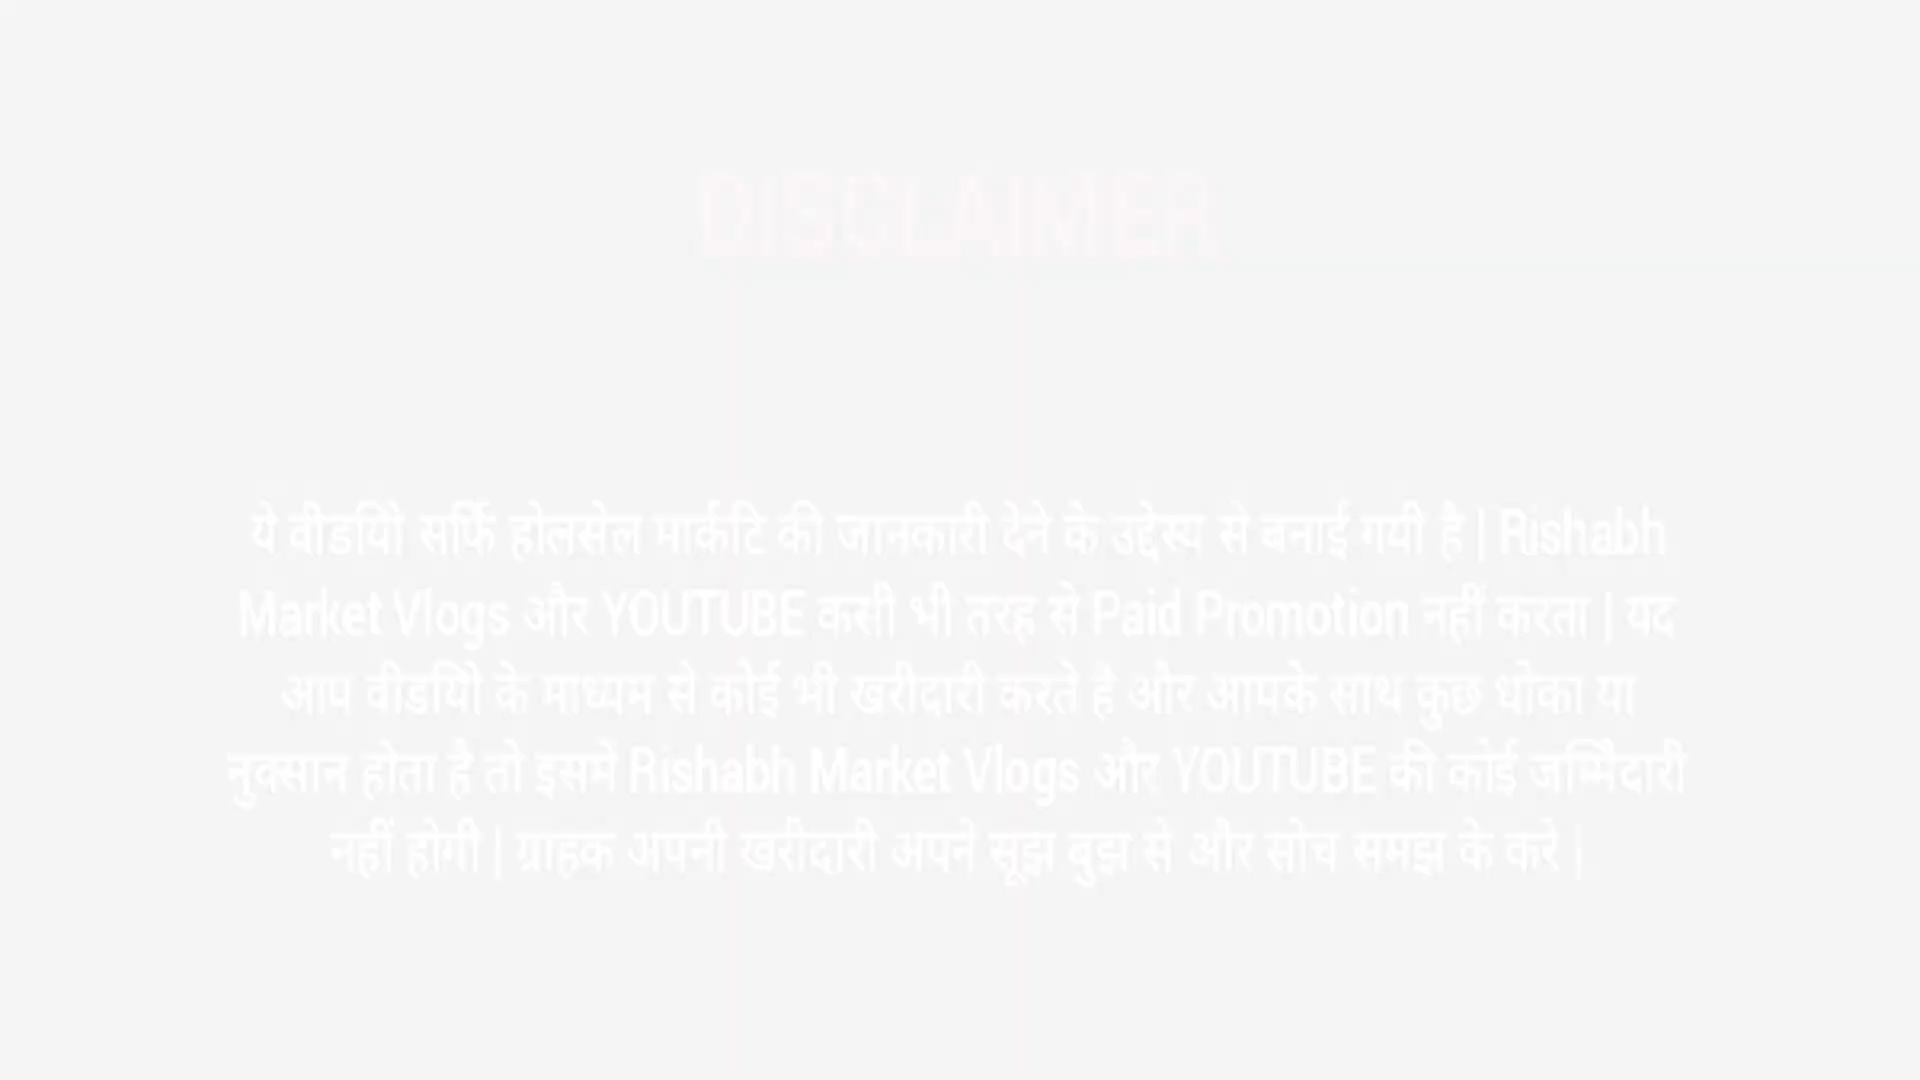 DISCLAIMER
ये वीडियो सर्फि होलसेल मार्केटि की जानकारी देने के उद्देस्य से बनाई गयी है | Rishabh
Market Vlogs और YOUTUBE कसी भी तरह से Paid Promotion नहीं करता | यद
आप वीडियो के माध्यम से कोई भी खरीदारी करते है और आपके साथ कुछ धोका या
नुक्सान होता है तो इसमें Rishabh Market Vlogs और YOUTUBE की कोई जम्मिेदारी
नहीं होगी | ग्राहक अपनी खरीदारी अपने सूझ बुझ से और सोच समझ के करे |